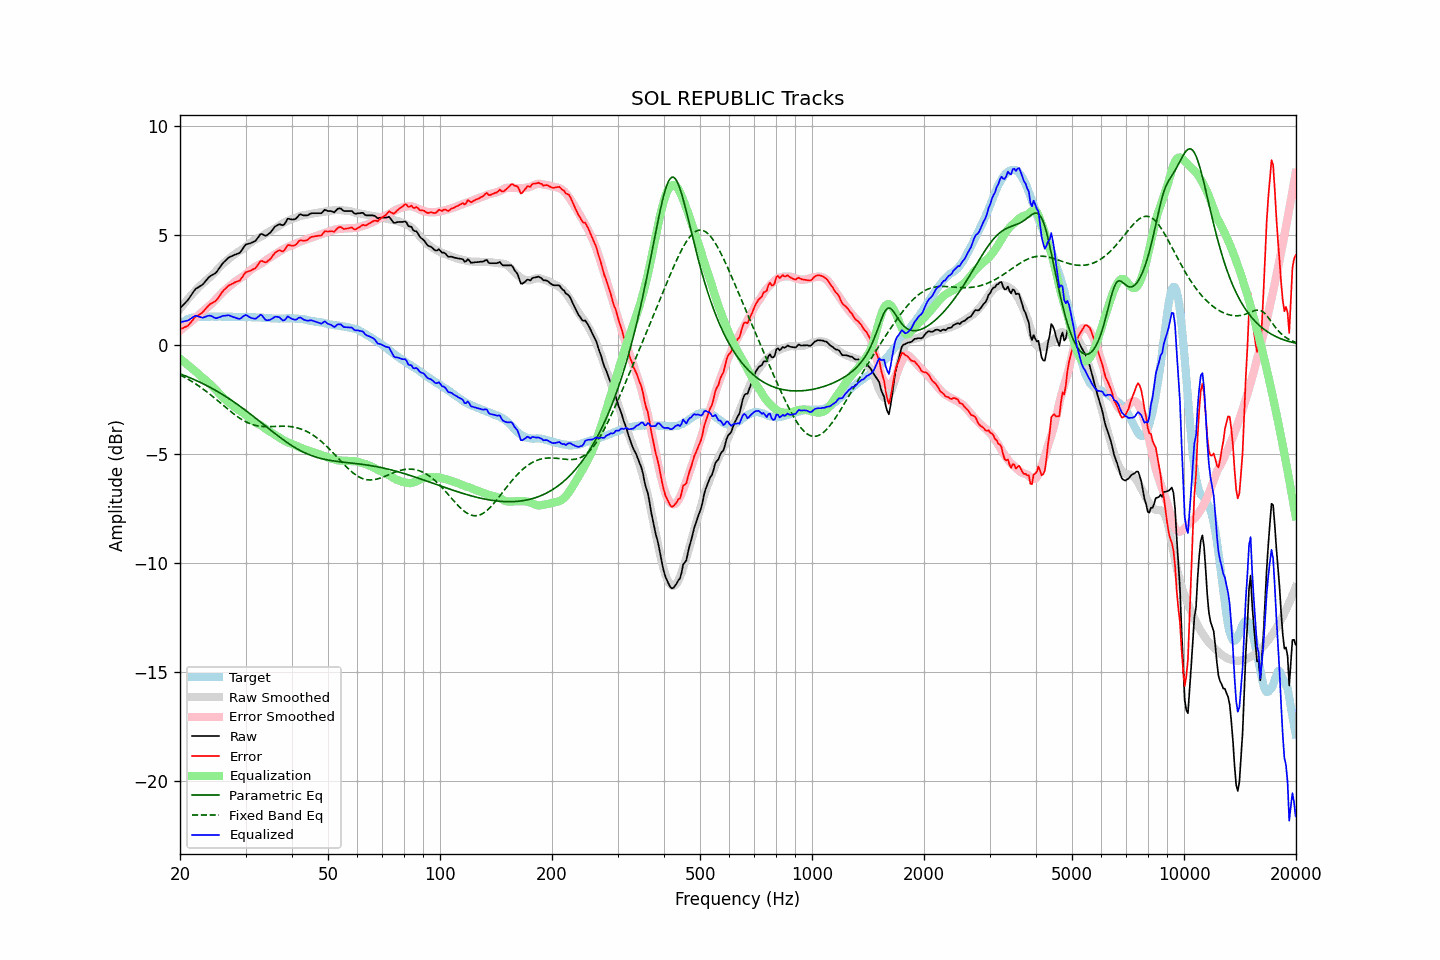 SOL REPUBLIC Tracks
Amplitude (dBr)
10
5
0
−5
−10
−15
−20
Target
Raw Smoothed
Error Smoothed
Raw
Error
Equalization
Parametric Eq
Fixed Band Eq
Equalized
20 50 100 200 500 1000 2000 5000 10000 20000
Frequency (Hz)